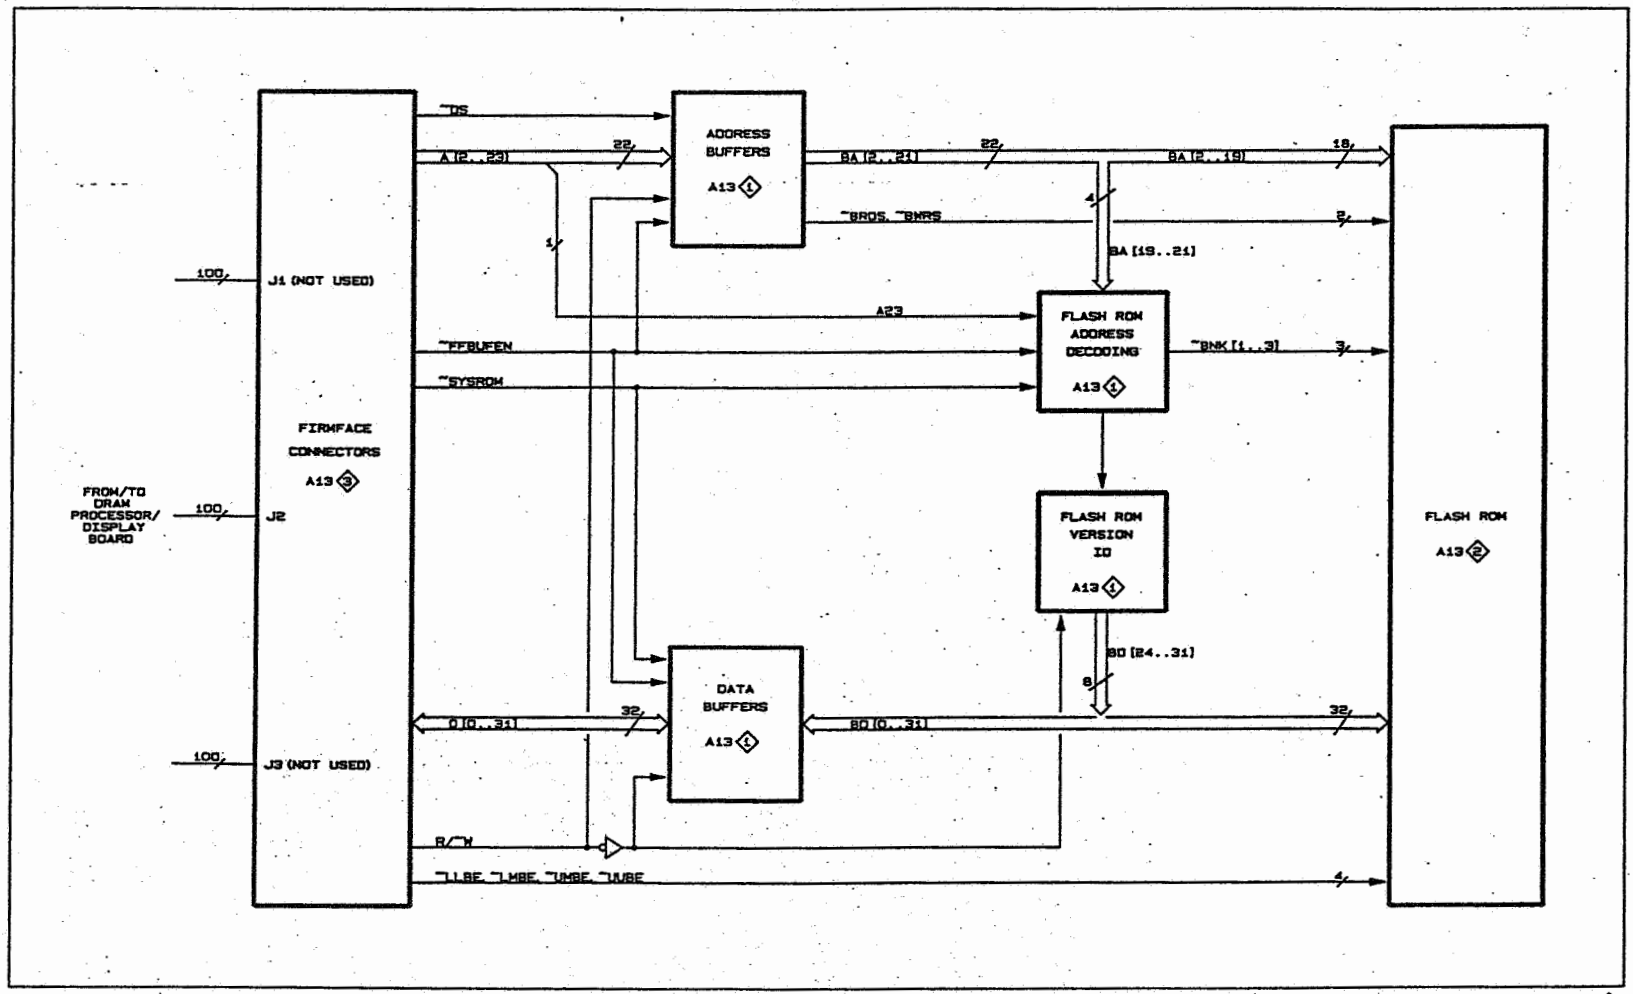 ~DS
A [2..23]
22
ADDRESS
BUFFERS
A13 1
BA [2..21]
22
BA [2..19]
18
4
~BRDS, ~BWRS
2
BA [19..21]
1
100
J1 (NOT USED)
A23
FLASH ROM
ADDRESS
DECODING
A13 1
~FFBUFEN
~BNK [1..3]
3
~SYSROM
FIRMFACE
CONNECTORS
A13 3
FROM/TO
DRAM
PROCESSOR/
DISPLAY
BOARD
100
J2
FLASH ROM
VERSION
ID
A13 1
FLASH ROM
A13 2
BD [24..31]
8
DATA
BUFFERS
A13 1
D [0..31]
32
BD [0..31]
32
100
J3 (NOT USED)
R/~W
~LLBE, ~LMBE, ~UMBE, ~UUBE
4